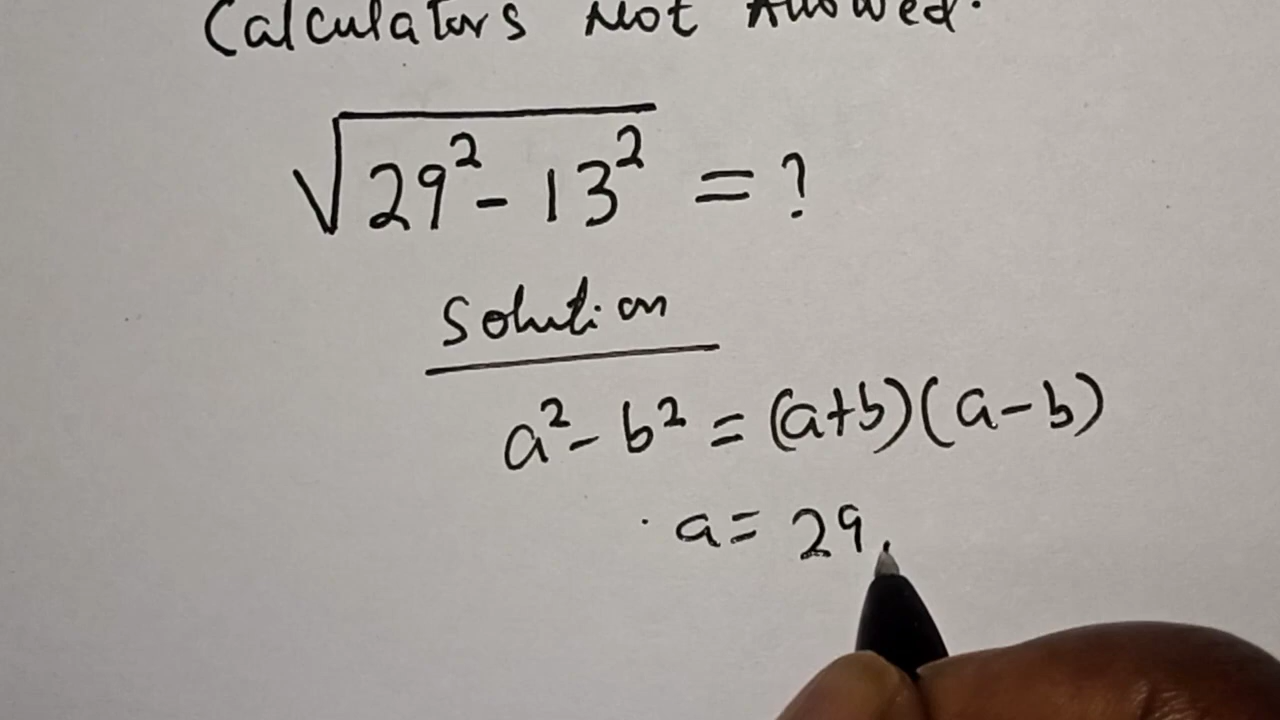 Calculators Not Allowed.
√29² - 13² = ?
Solution
a² - b² = (a+b)(a-b)
a = 29,